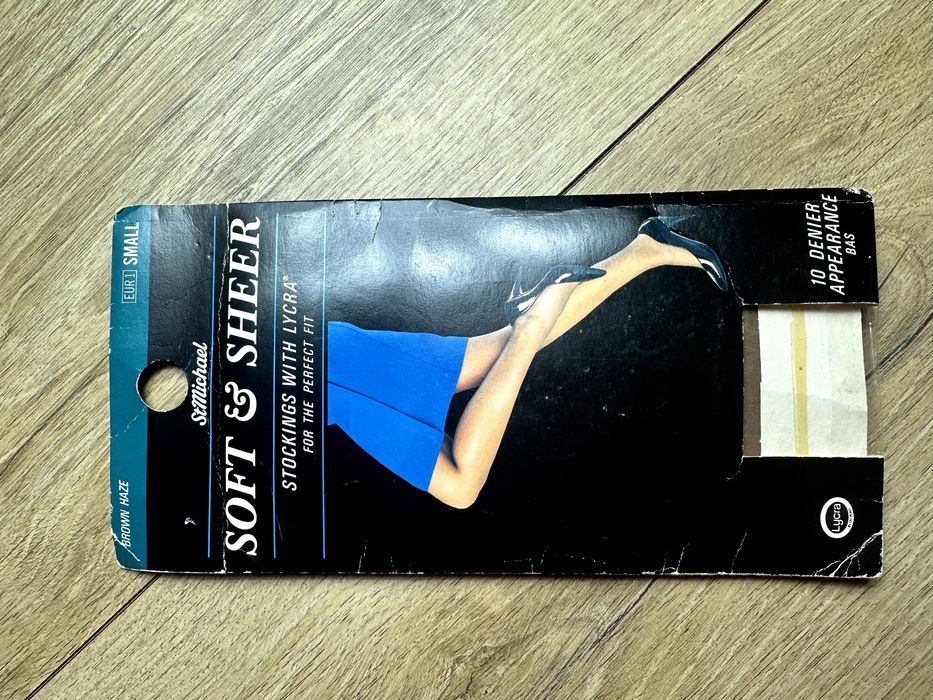 BROWN HAZE
EUR 1 SMALL
St Michael
SOFT & SHEER
STOCKINGS WITH LYCRA®
FOR THE PERFECT FIT
10 DENIER
APPEARANCE
BAS
Lycra